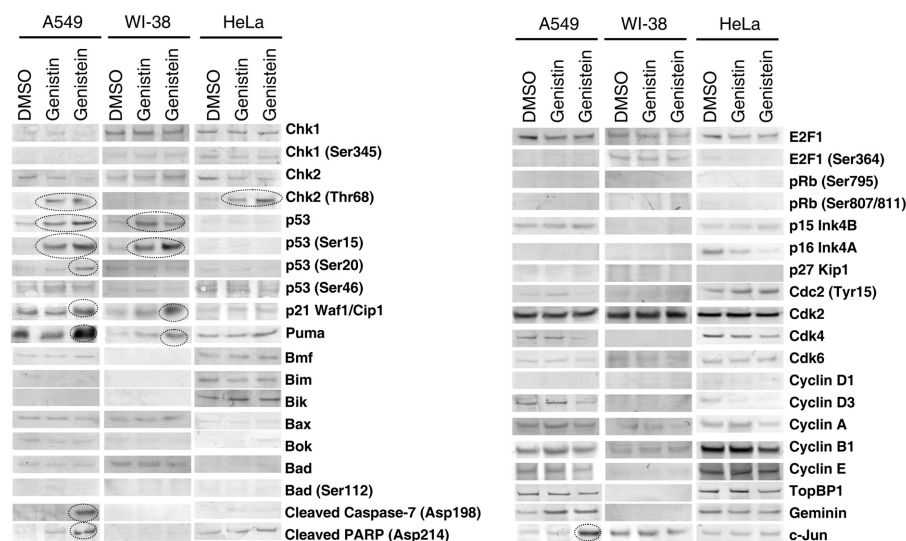 A549 WI-38 HeLa
DMSO Genistin Genistein DMSO Genistin Genistein DMSO Genistin Genistein
Chk1
Chk1 (Ser345)
Chk2
Chk2 (Thr68)
p53
p53 (Ser15)
p53 (Ser20)
p53 (Ser46)
p21 Waf1/Cip1
Puma
Bmf
Bim
Bik
Bax
Bok
Bad
Bad (Ser112)
Cleaved Caspase-7 (Asp198)
Cleaved PARP (Asp214)
A549 WI-38 HeLa
DMSO Genistin Genistein DMSO Genistin Genistein DMSO Genistin Genistein
E2F1
E2F1 (Ser364)
pRb (Ser795)
pRb (Ser807/811)
p15 Ink4B
p16 Ink4A
p27 Kip1
Cdc2 (Tyr15)
Cdk2
Cdk4
Cdk6
Cyclin D1
Cyclin D3
Cyclin A
Cyclin B1
Cyclin E
TopBP1
Geminin
c-Jun